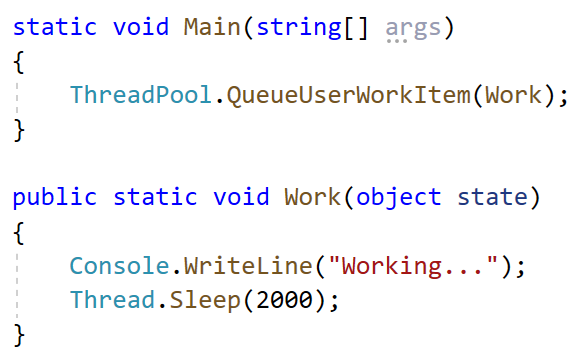 static void Main(string[] args)
{
    ThreadPool.QueueUserWorkItem(Work);
}

public static void Work(object state)
{
    Console.WriteLine("Working...");
    Thread.Sleep(2000);
}